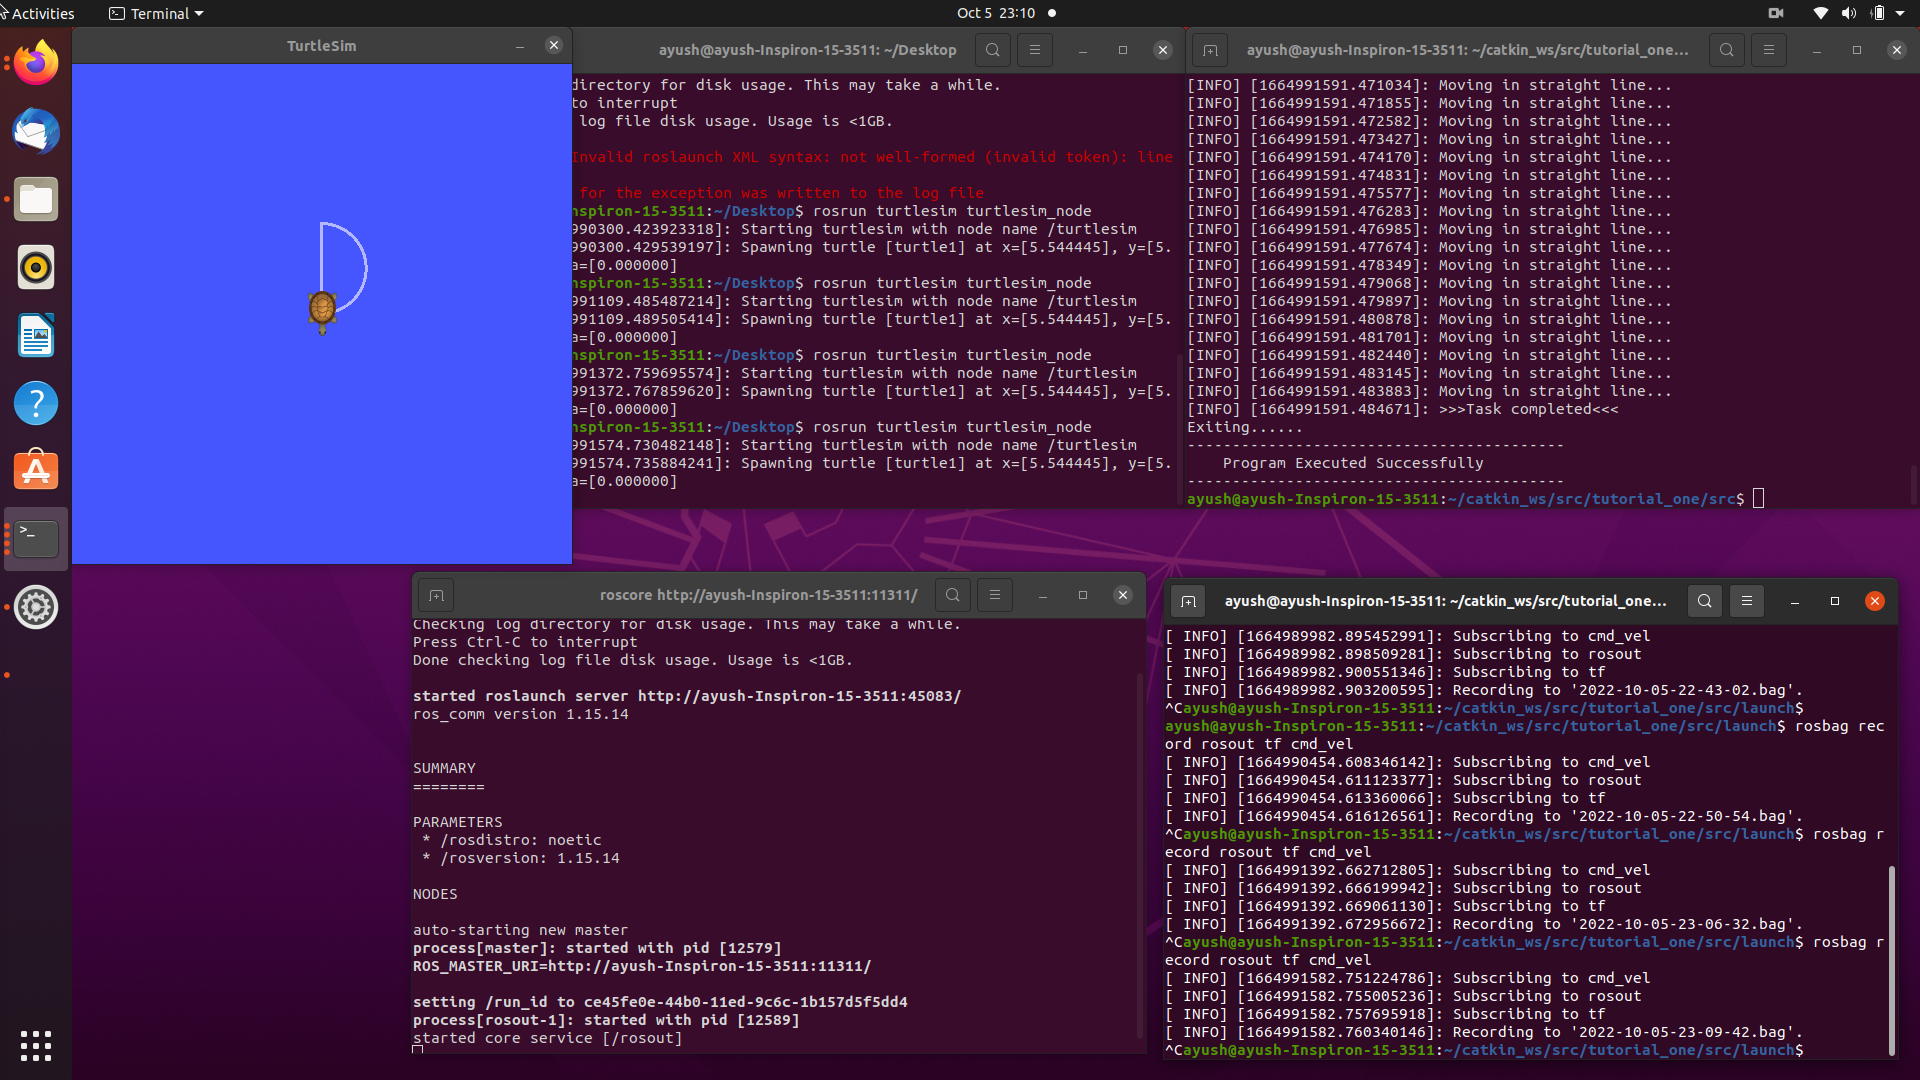 Activities
Terminal
Oct 5 23:10
TurtleSim
ayush@ayush-Inspiron-15-3511: ~/Desktop
directory for disk usage. This may take a while.
to interrupt
log file disk usage. Usage is <1GB.
Invalid roslaunch XML syntax: not well-formed (invalid token): line
for the exception was written to the log file
nspiron-15-3511:~/Desktop$ rosrun turtlesim turtlesim_node
990300.423923318]: Starting turtlesim with node name /turtlesim
990300.429539197]: Spawning turtle [turtle1] at x=[5.544445], y=[5.
a=[0.000000]
nspiron-15-3511:~/Desktop$ rosrun turtlesim turtlesim_node
991109.485487214]: Starting turtlesim with node name /turtlesim
991109.489505414]: Spawning turtle [turtle1] at x=[5.544445], y=[5.
a=[0.000000]
nspiron-15-3511:~/Desktop$ rosrun turtlesim turtlesim_node
991372.759695574]: Starting turtlesim with node name /turtlesim
991372.767859620]: Spawning turtle [turtle1] at x=[5.544445], y=[5.
a=[0.000000]
nspiron-15-3511:~/Desktop$ rosrun turtlesim turtlesim_node
991574.730482148]: Starting turtlesim with node name /turtlesim
991574.735884241]: Spawning turtle [turtle1] at x=[5.544445], y=[5.
a=[0.000000]
ayush@ayush-Inspiron-15-3511: ~/catkin_ws/src/tutorial_one...
[INFO] [1664991591.471034]: Moving in straight line...
[INFO] [1664991591.471855]: Moving in straight line...
[INFO] [1664991591.472582]: Moving in straight line...
[INFO] [1664991591.473427]: Moving in straight line...
[INFO] [1664991591.474170]: Moving in straight line...
[INFO] [1664991591.474831]: Moving in straight line...
[INFO] [1664991591.475577]: Moving in straight line...
[INFO] [1664991591.476283]: Moving in straight line...
[INFO] [1664991591.476985]: Moving in straight line...
[INFO] [1664991591.477674]: Moving in straight line...
[INFO] [1664991591.478349]: Moving in straight line...
[INFO] [1664991591.479068]: Moving in straight line...
[INFO] [1664991591.479897]: Moving in straight line...
[INFO] [1664991591.480878]: Moving in straight line...
[INFO] [1664991591.481701]: Moving in straight line...
[INFO] [1664991591.482440]: Moving in straight line...
[INFO] [1664991591.483145]: Moving in straight line...
[INFO] [1664991591.483883]: Moving in straight line...
[INFO] [1664991591.484671]: >>>Task completed<<<
Exiting......
------------------------------------------
Program Executed Successfully
------------------------------------------
ayush@ayush-Inspiron-15-3511:~/catkin_ws/src/tutorial_one/src$
roscore http://ayush-Inspiron-15-3511:11311/
Checking log directory for disk usage. This may take a while.
Press Ctrl-C to interrupt
Done checking log file disk usage. Usage is <1GB.
started roslaunch server http://ayush-Inspiron-15-3511:45083/
ros_comm version 1.15.14
SUMMARY
========
PARAMETERS
* /rosdistro: noetic
* /rosversion: 1.15.14
NODES
auto-starting new master
process[master]: started with pid [12579]
ROS_MASTER_URI=http://ayush-Inspiron-15-3511:11311/
setting /run_id to ce45fe0e-44b0-11ed-9c6c-1b157d5f5dd4
process[rosout-1]: started with pid [12589]
started core service [/rosout]
ayush@ayush-Inspiron-15-3511: ~/catkin_ws/src/tutorial_one...
[ INFO] [1664989982.895452991]: Subscribing to cmd_vel
[ INFO] [1664989982.898509281]: Subscribing to rosout
[ INFO] [1664989982.900551346]: Subscribing to tf
[ INFO] [1664989982.903200595]: Recording to '2022-10-05-22-43-02.bag'.
^Cayush@ayush-Inspiron-15-3511:~/catkin_ws/src/tutorial_one/src/launch$
ayush@ayush-Inspiron-15-3511:~/catkin_ws/src/tutorial_one/src/launch$ rosbag rec
ord rosout tf cmd_vel
[ INFO] [1664990454.608346142]: Subscribing to cmd_vel
[ INFO] [1664990454.611123377]: Subscribing to rosout
[ INFO] [1664990454.613360066]: Subscribing to tf
[ INFO] [1664990454.616126561]: Recording to '2022-10-05-22-50-54.bag'.
^Cayush@ayush-Inspiron-15-3511:~/catkin_ws/src/tutorial_one/src/launch$ rosbag r
ecord rosout tf cmd_vel
[ INFO] [1664991392.662712805]: Subscribing to cmd_vel
[ INFO] [1664991392.666199942]: Subscribing to rosout
[ INFO] [1664991392.669061130]: Subscribing to tf
[ INFO] [1664991392.672956672]: Recording to '2022-10-05-23-06-32.bag'.
^Cayush@ayush-Inspiron-15-3511:~/catkin_ws/src/tutorial_one/src/launch$ rosbag r
ecord rosout tf cmd_vel
[ INFO] [1664991582.751224786]: Subscribing to cmd_vel
[ INFO] [1664991582.755005236]: Subscribing to rosout
[ INFO] [1664991582.757695918]: Subscribing to tf
[ INFO] [1664991582.760340146]: Recording to '2022-10-05-23-09-42.bag'.
^Cayush@ayush-Inspiron-15-3511:~/catkin_ws/src/tutorial_one/src/launch$